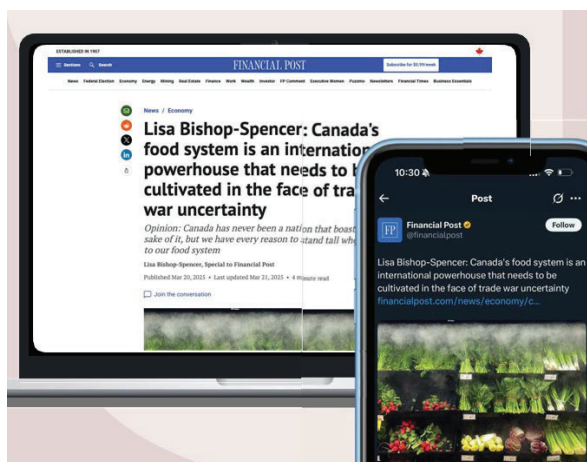 ESTABLISHED IN 1907
Sections Search FINANCIAL POST Subscribe for $0.99/week
News Federal Election Economy Energy Mining Real Estate Finance Work Wealth Investor FP Comment Executive Women Puzzmo Newsletters Financial Times Business Essentials
News / Economy
Lisa Bishop-Spencer: Canada's
food system is an internation
powerhouse that needs to b
cultivated in the face of tra
war uncertainty
Opinion: Canada has never been a nation that boast
sake of it, but we have every reason to stand tall whe
to our food system
Lisa Bishop-Spencer, Special to Financial Post
Published Mar 20, 2025 • Last updated Mar 21, 2025 • 4 minute read
Join the conversation
10:30
Post
FP
Financial Post
@financialpost
Follow
Lisa Bishop-Spencer: Canada's food system is an
international powerhouse that needs to be
cultivated in the face of trade war uncertainty
financialpost.com/news/economy/c...